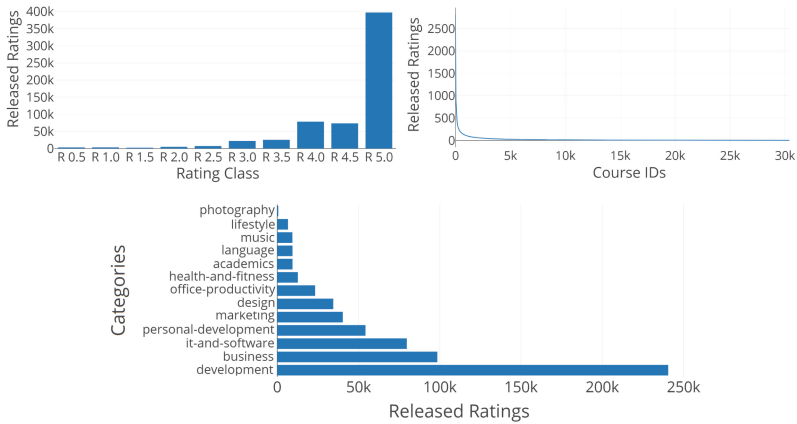 Released Ratings
400k
350k
300k
250k
200k
150k
100k
50k
0
R 0.5 R 1.0 R 1.5 R 2.0 R 2.5 R 3.0 R 3.5 R 4.0 R 4.5 R 5.0
Rating Class
Released Ratings
2500
2000
1500
1000
500
0
0 5k 10k 15k 20k 25k 30k
Course IDs
Categories
photography
lifestyle
music
language
academics
health-and-fitness
office-productivity
design
marketing
personal-development
it-and-software
business
development
0 50k 100k 150k 200k 250k
Released Ratings